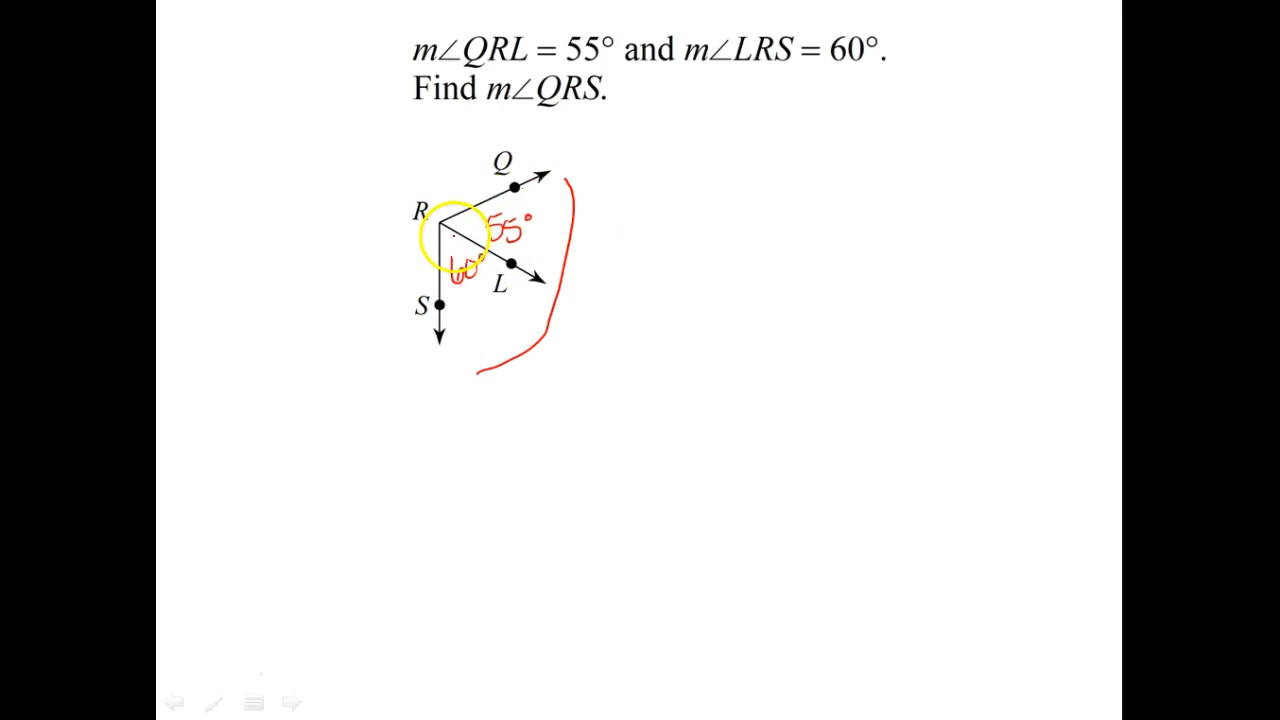 m∠QRL = 55° and m∠LRS = 60°.
Find m∠QRS.
Q
R
55°
60°
L
S